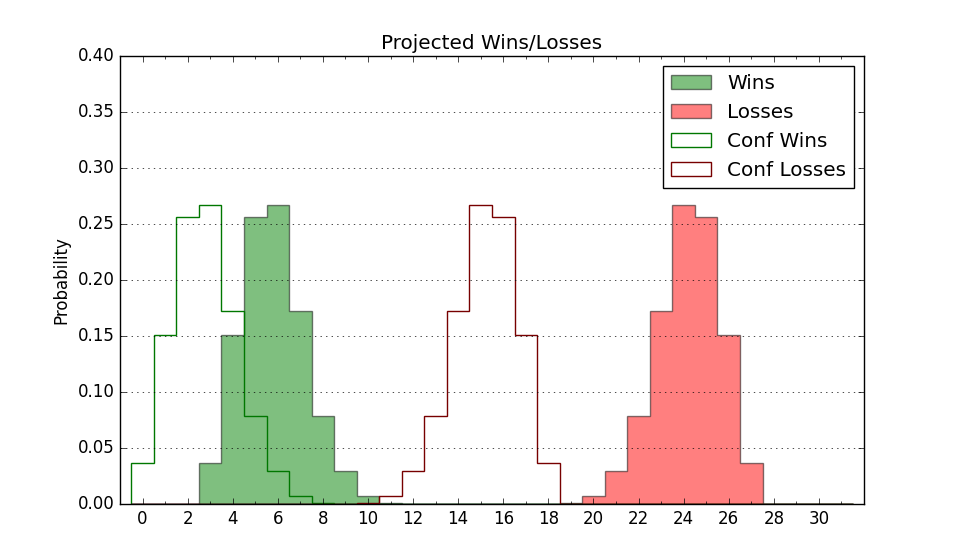 Projected Wins/Losses
0.40
0.35
0.30
0.25
0.20
0.15
0.10
0.05
0.00
Probability
Wins
Losses
Conf Wins
Conf Losses
0 2 4 6 8 10 12 14 16 18 20 22 24 26 28 30